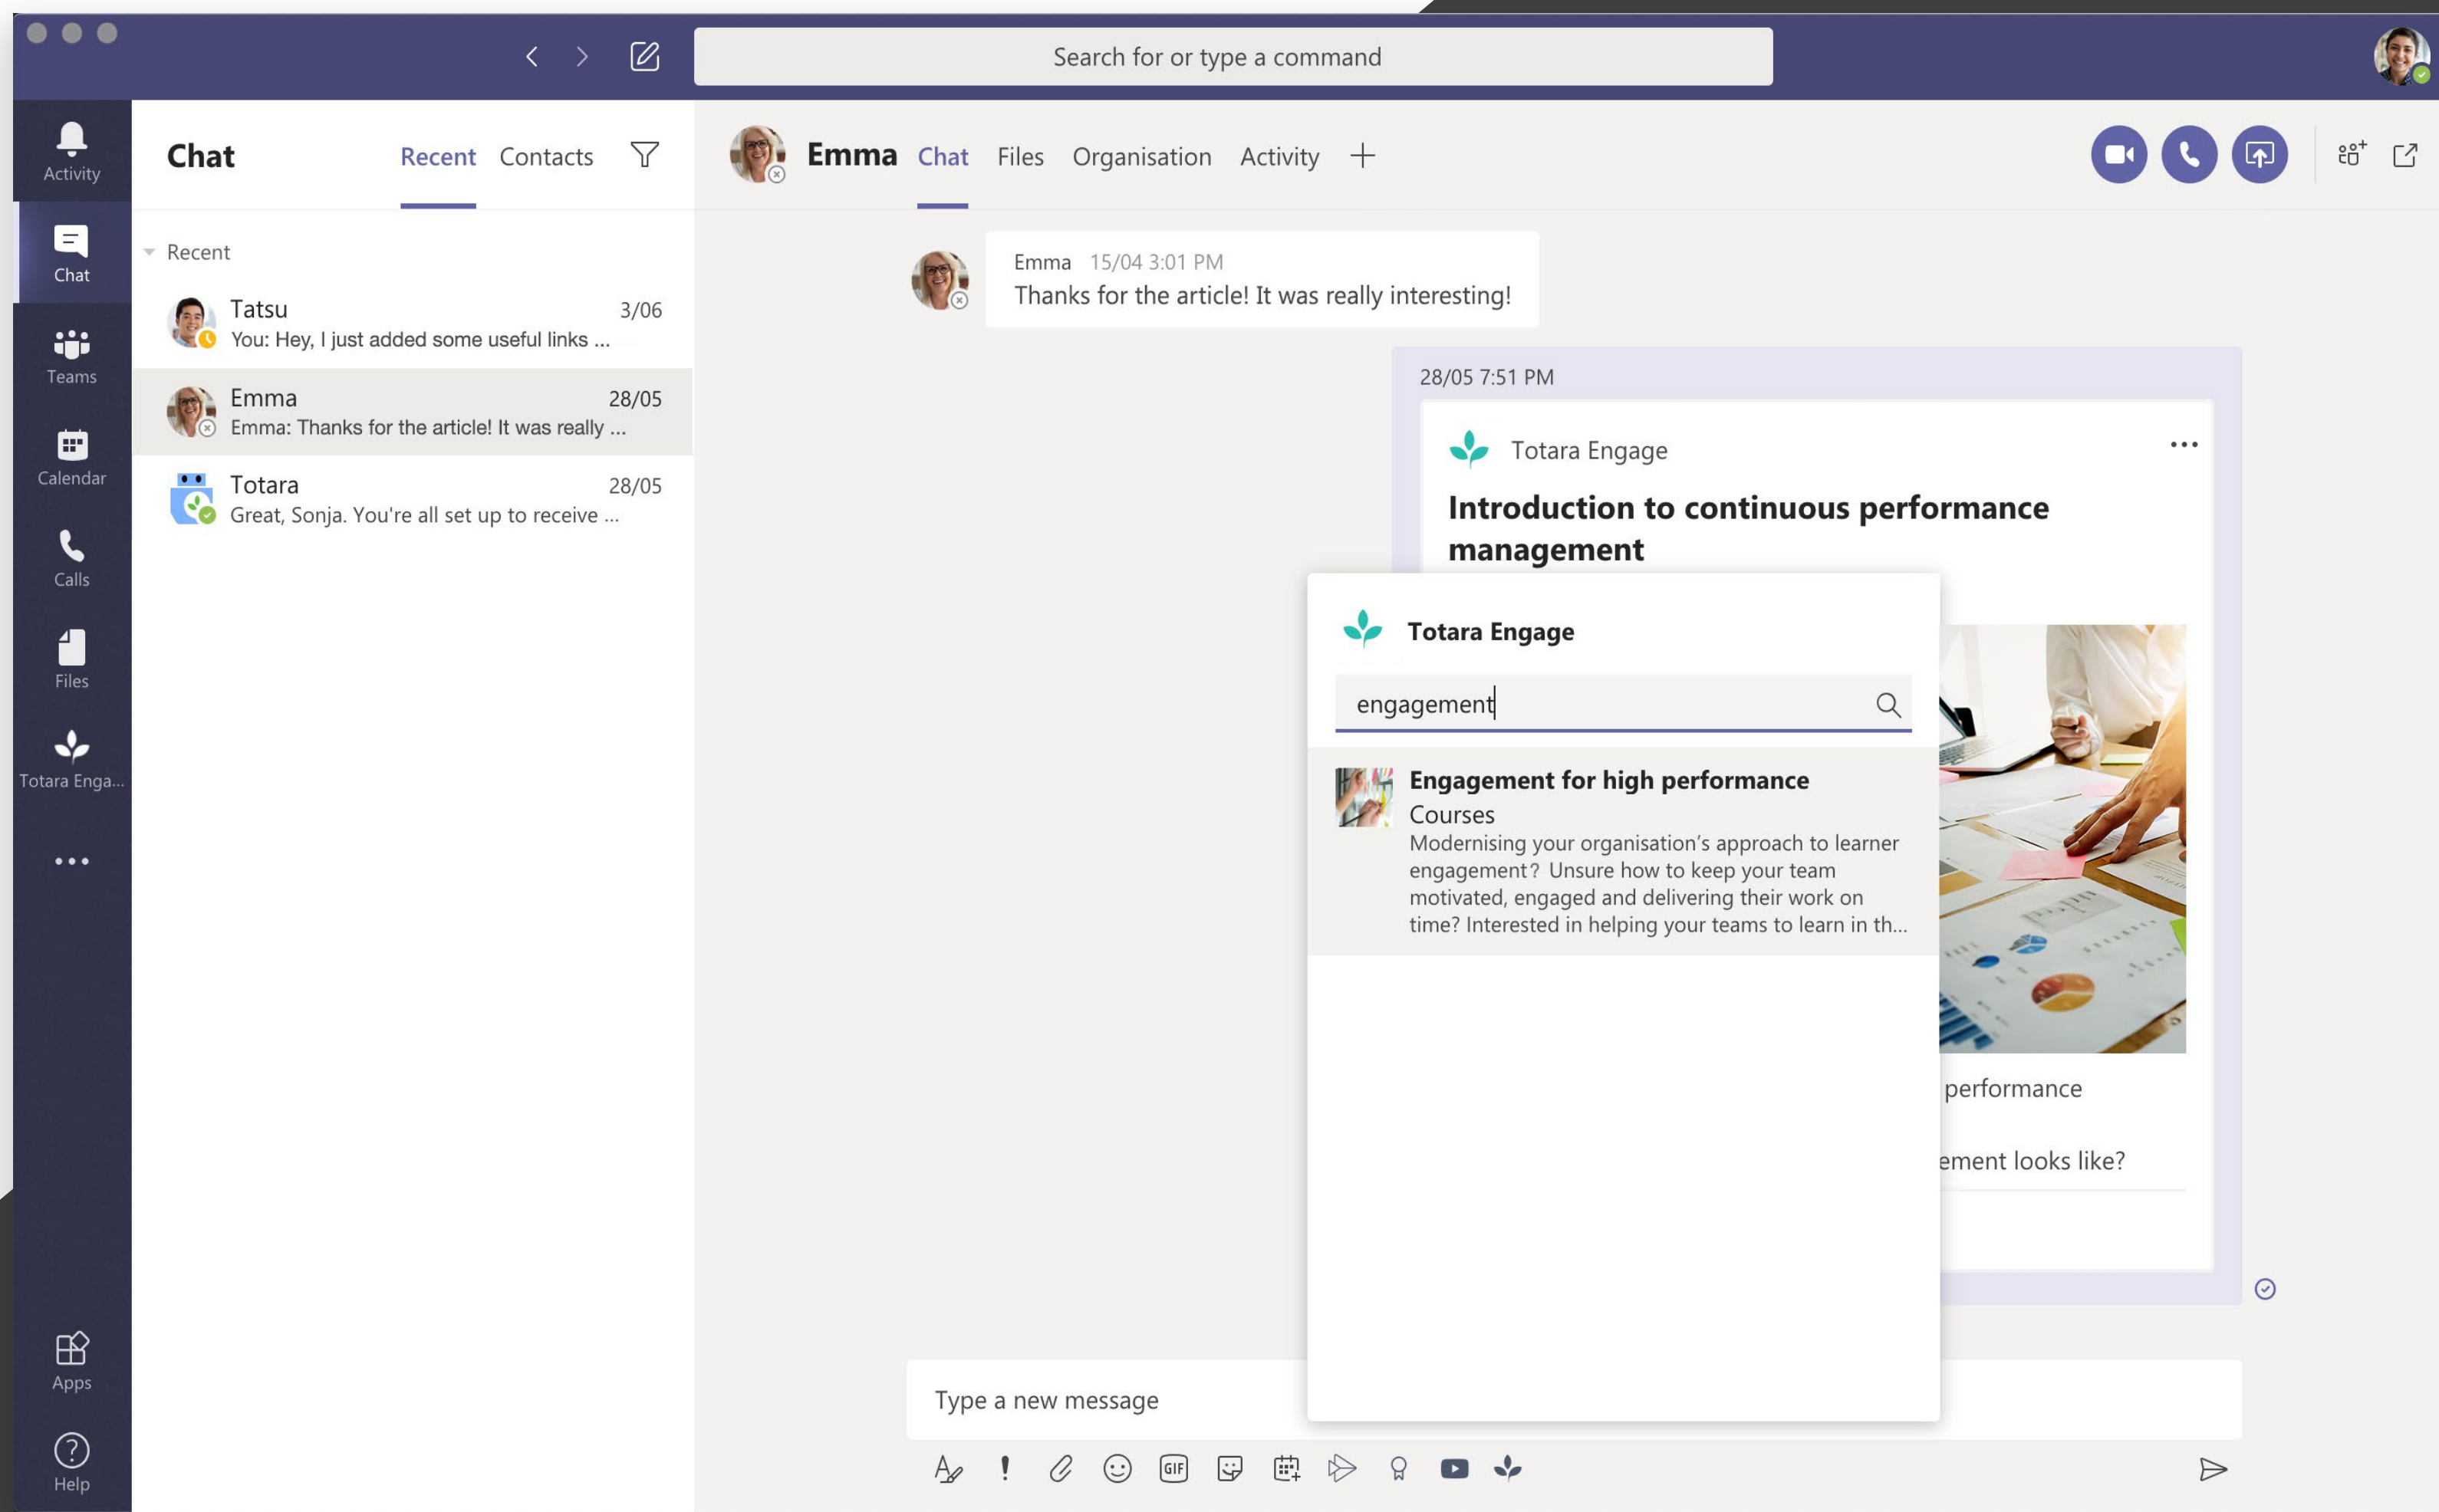 Search for or type a command
Activity
Chat
Teams
Calendar
Calls
Files
Totara Enga...
Apps
Help
Chat
Recent
Contacts
Recent
Tatsu
3/06
You: Hey, I just added some useful links ...
Emma
28/05
Emma: Thanks for the article! It was really ...
Totara
28/05
Great, Sonja. You're all set up to receive ...
Emma
Chat
Files
Organisation
Activity
Emma 15/04 3:01 PM
Thanks for the article! It was really interesting!
28/05 7:51 PM
Totara Engage
Introduction to continuous performance
management
Totara Engage
engagement
Engagement for high performance
Courses
Modernising your organisation’s approach to learner
engagement? Unsure how to keep your team
motivated, engaged and delivering their work on
time? Interested in helping your teams to learn in th...
performance
ement looks like?
Type a new message
GIF